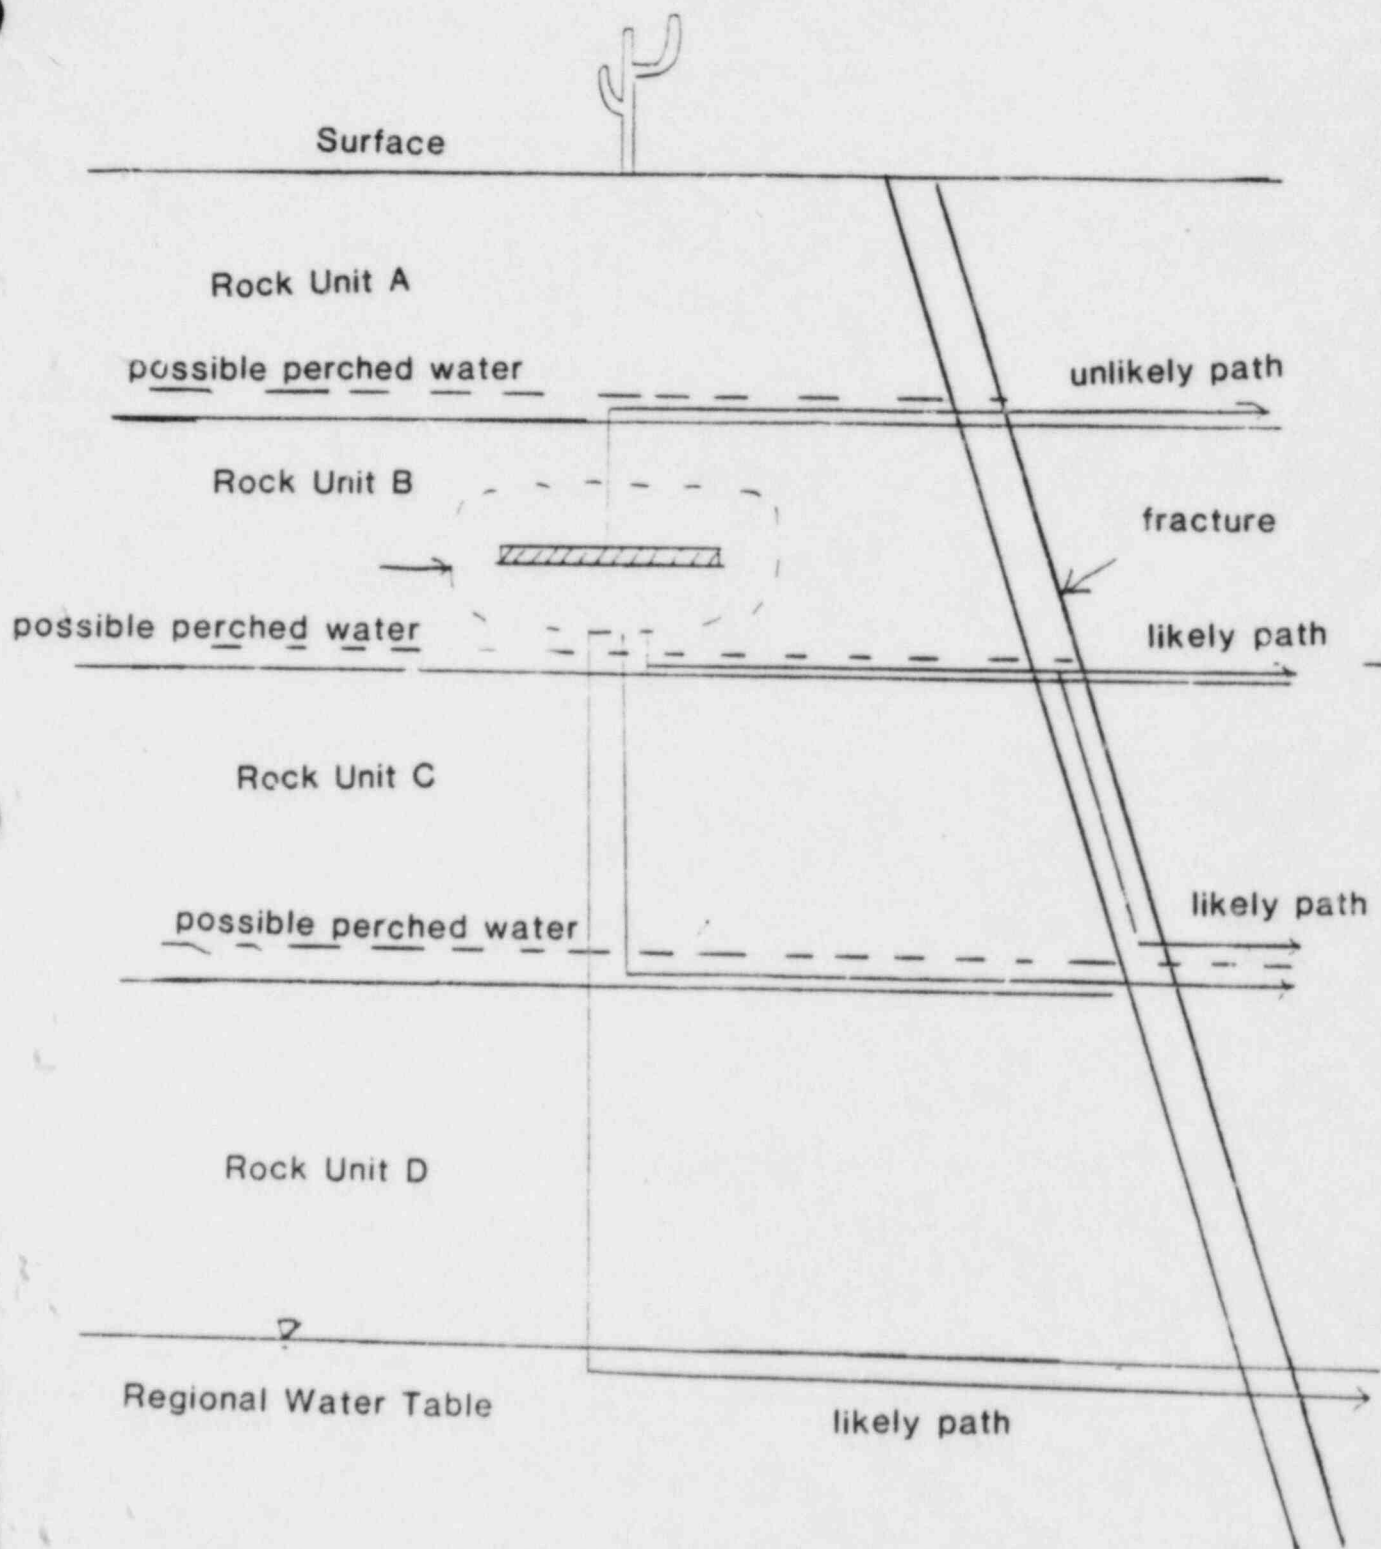 Surface
Rock Unit A
possible perched water
unlikely path
Rock Unit B
fracture
possible perched water
likely path
Rock Unit C
possible perched water
likely path
Rock Unit D
Regional Water Table
likely path